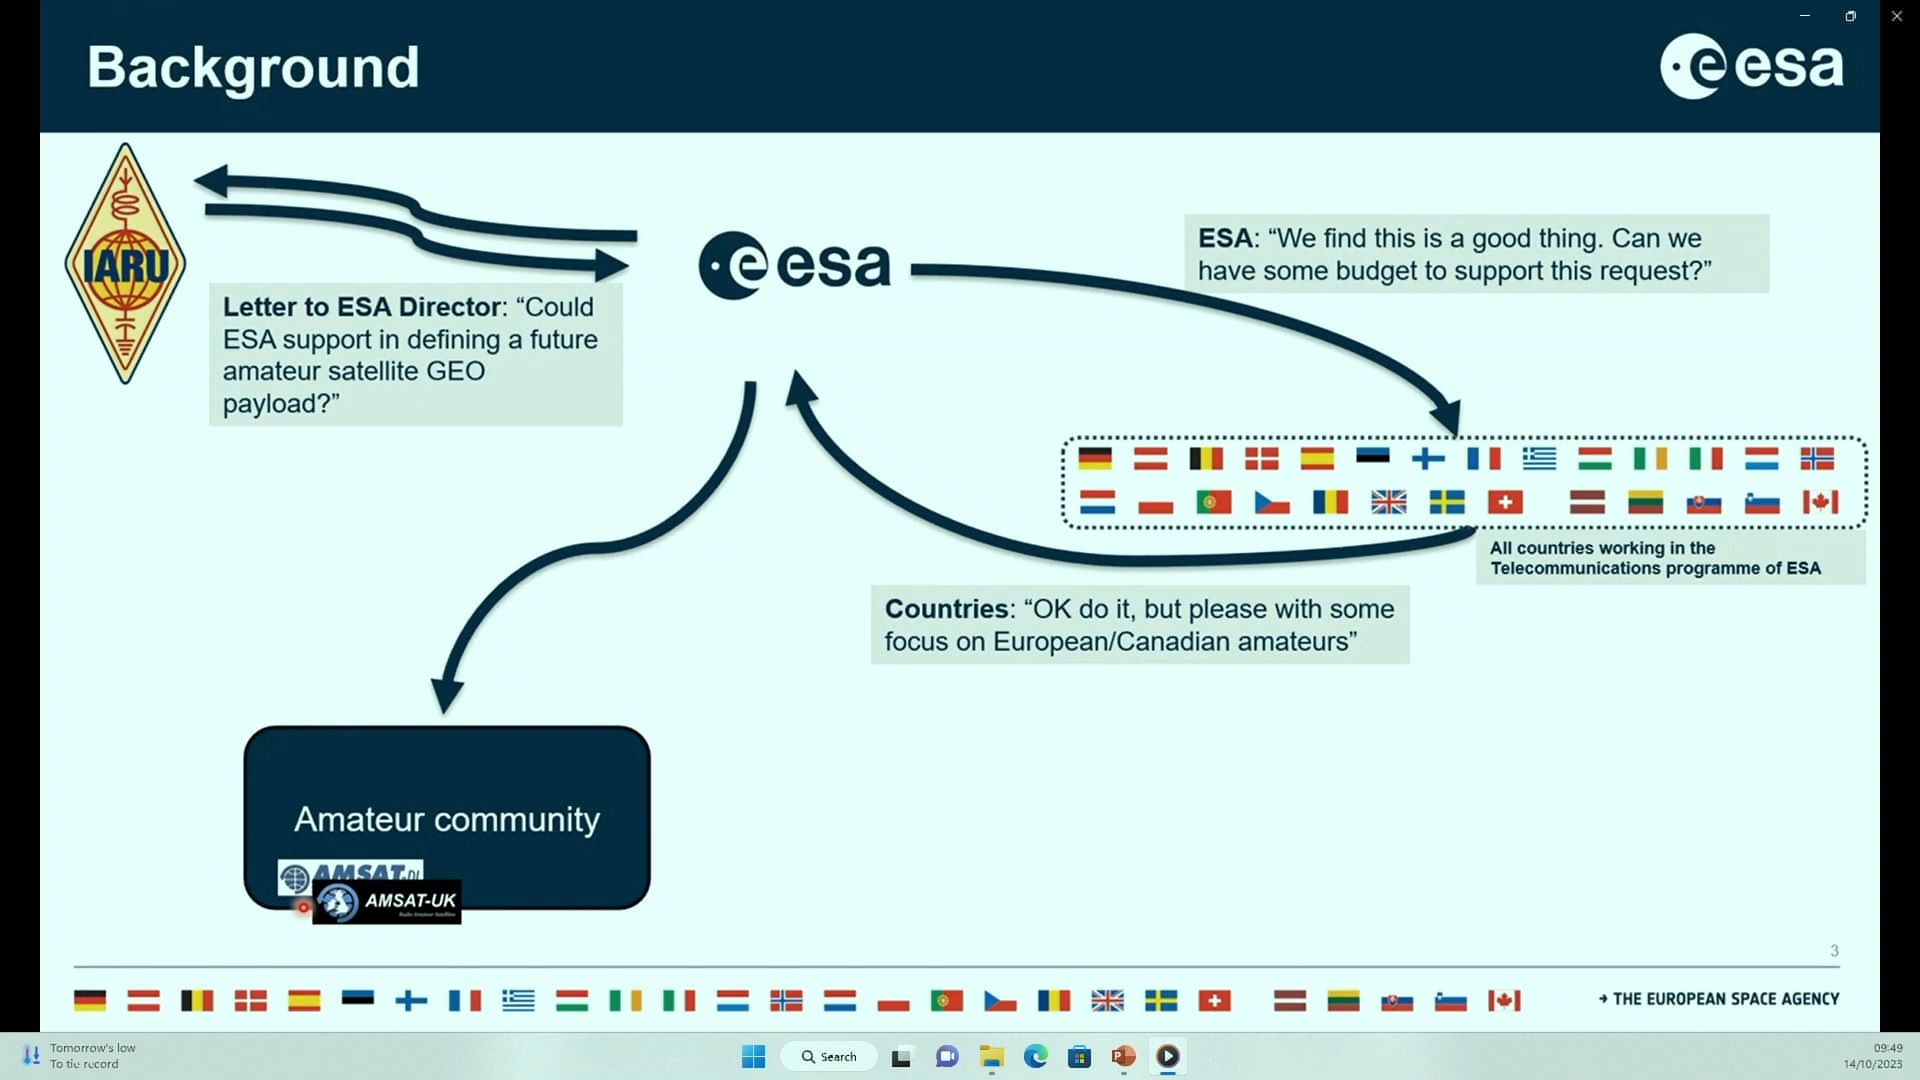 Background
esa
IARU
esa
Letter to ESA Director: “Could
ESA support in defining a future
amateur satellite GEO
payload?”
ESA: “We find this is a good thing. Can we
have some budget to support this request?”
All countries working in the
Telecommunications programme of ESA
Countries: “OK do it, but please with some
focus on European/Canadian amateurs”
Amateur community
AMSAT-DL
AMSAT-UK
Radio Amateur Satellites
3
→ THE EUROPEAN SPACE AGENCY
Tomorrow's low
To tie record
Search
09:49
14/10/2023